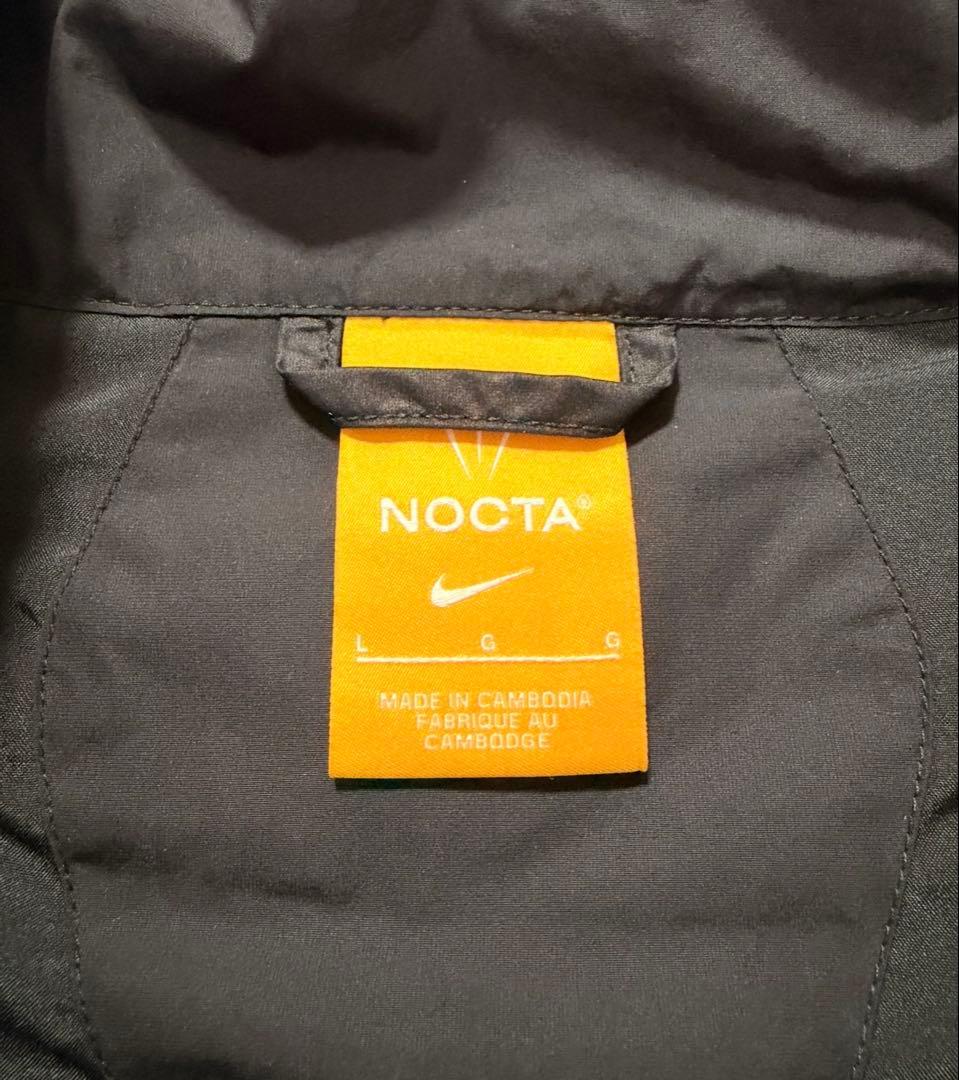 NOCTA®
L G G
MADE IN CAMBODIA
FABRIQUE AU
CAMBODGE